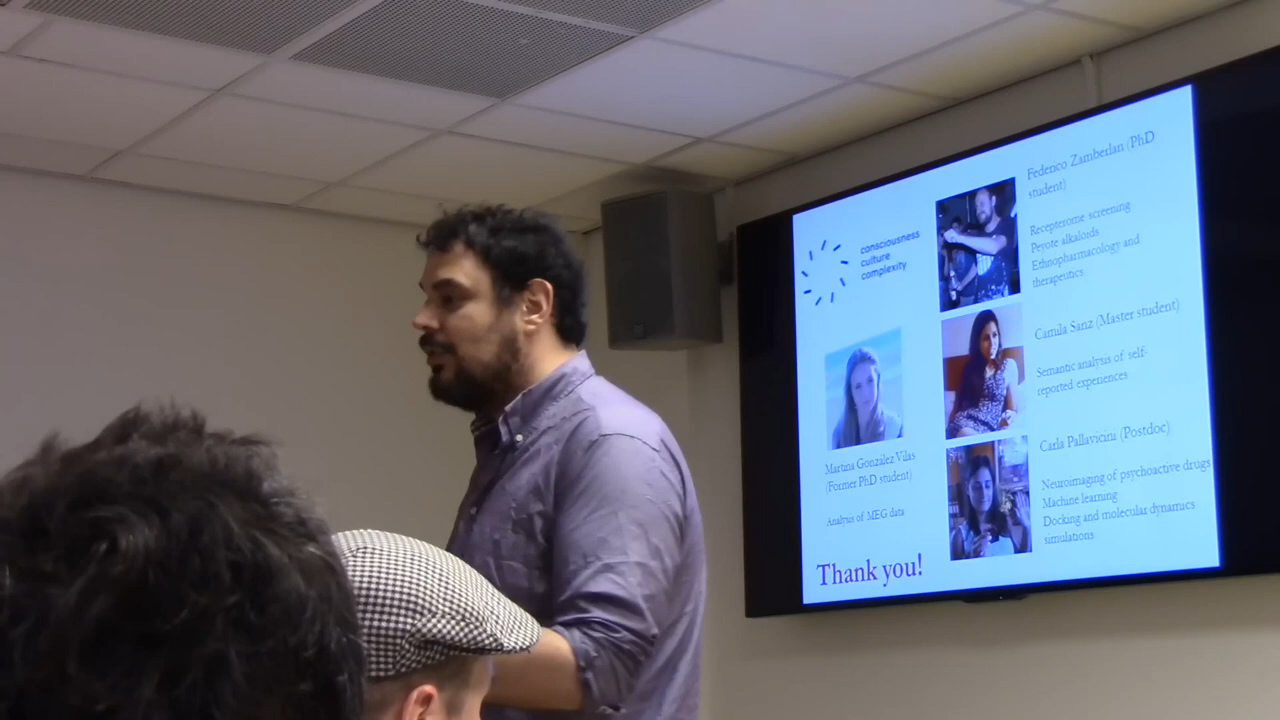 consciousness
culture
complexity
Federico Zamberlan (PhD
student)
Recepterome screening
Peyote alkaloids
Ethnopharmacology and
therapeutics
Camila Sanz (Master student)
Semantic analysis of self-
reported experiences
Martina González Vilas
(Former PhD student)
Analysis of MEG data
Carla Pallavicini (Postdoc)
Neuroimaging of psychoactive drugs
Machine learning
Docking and molecular dynamics
simulations
Thank you!